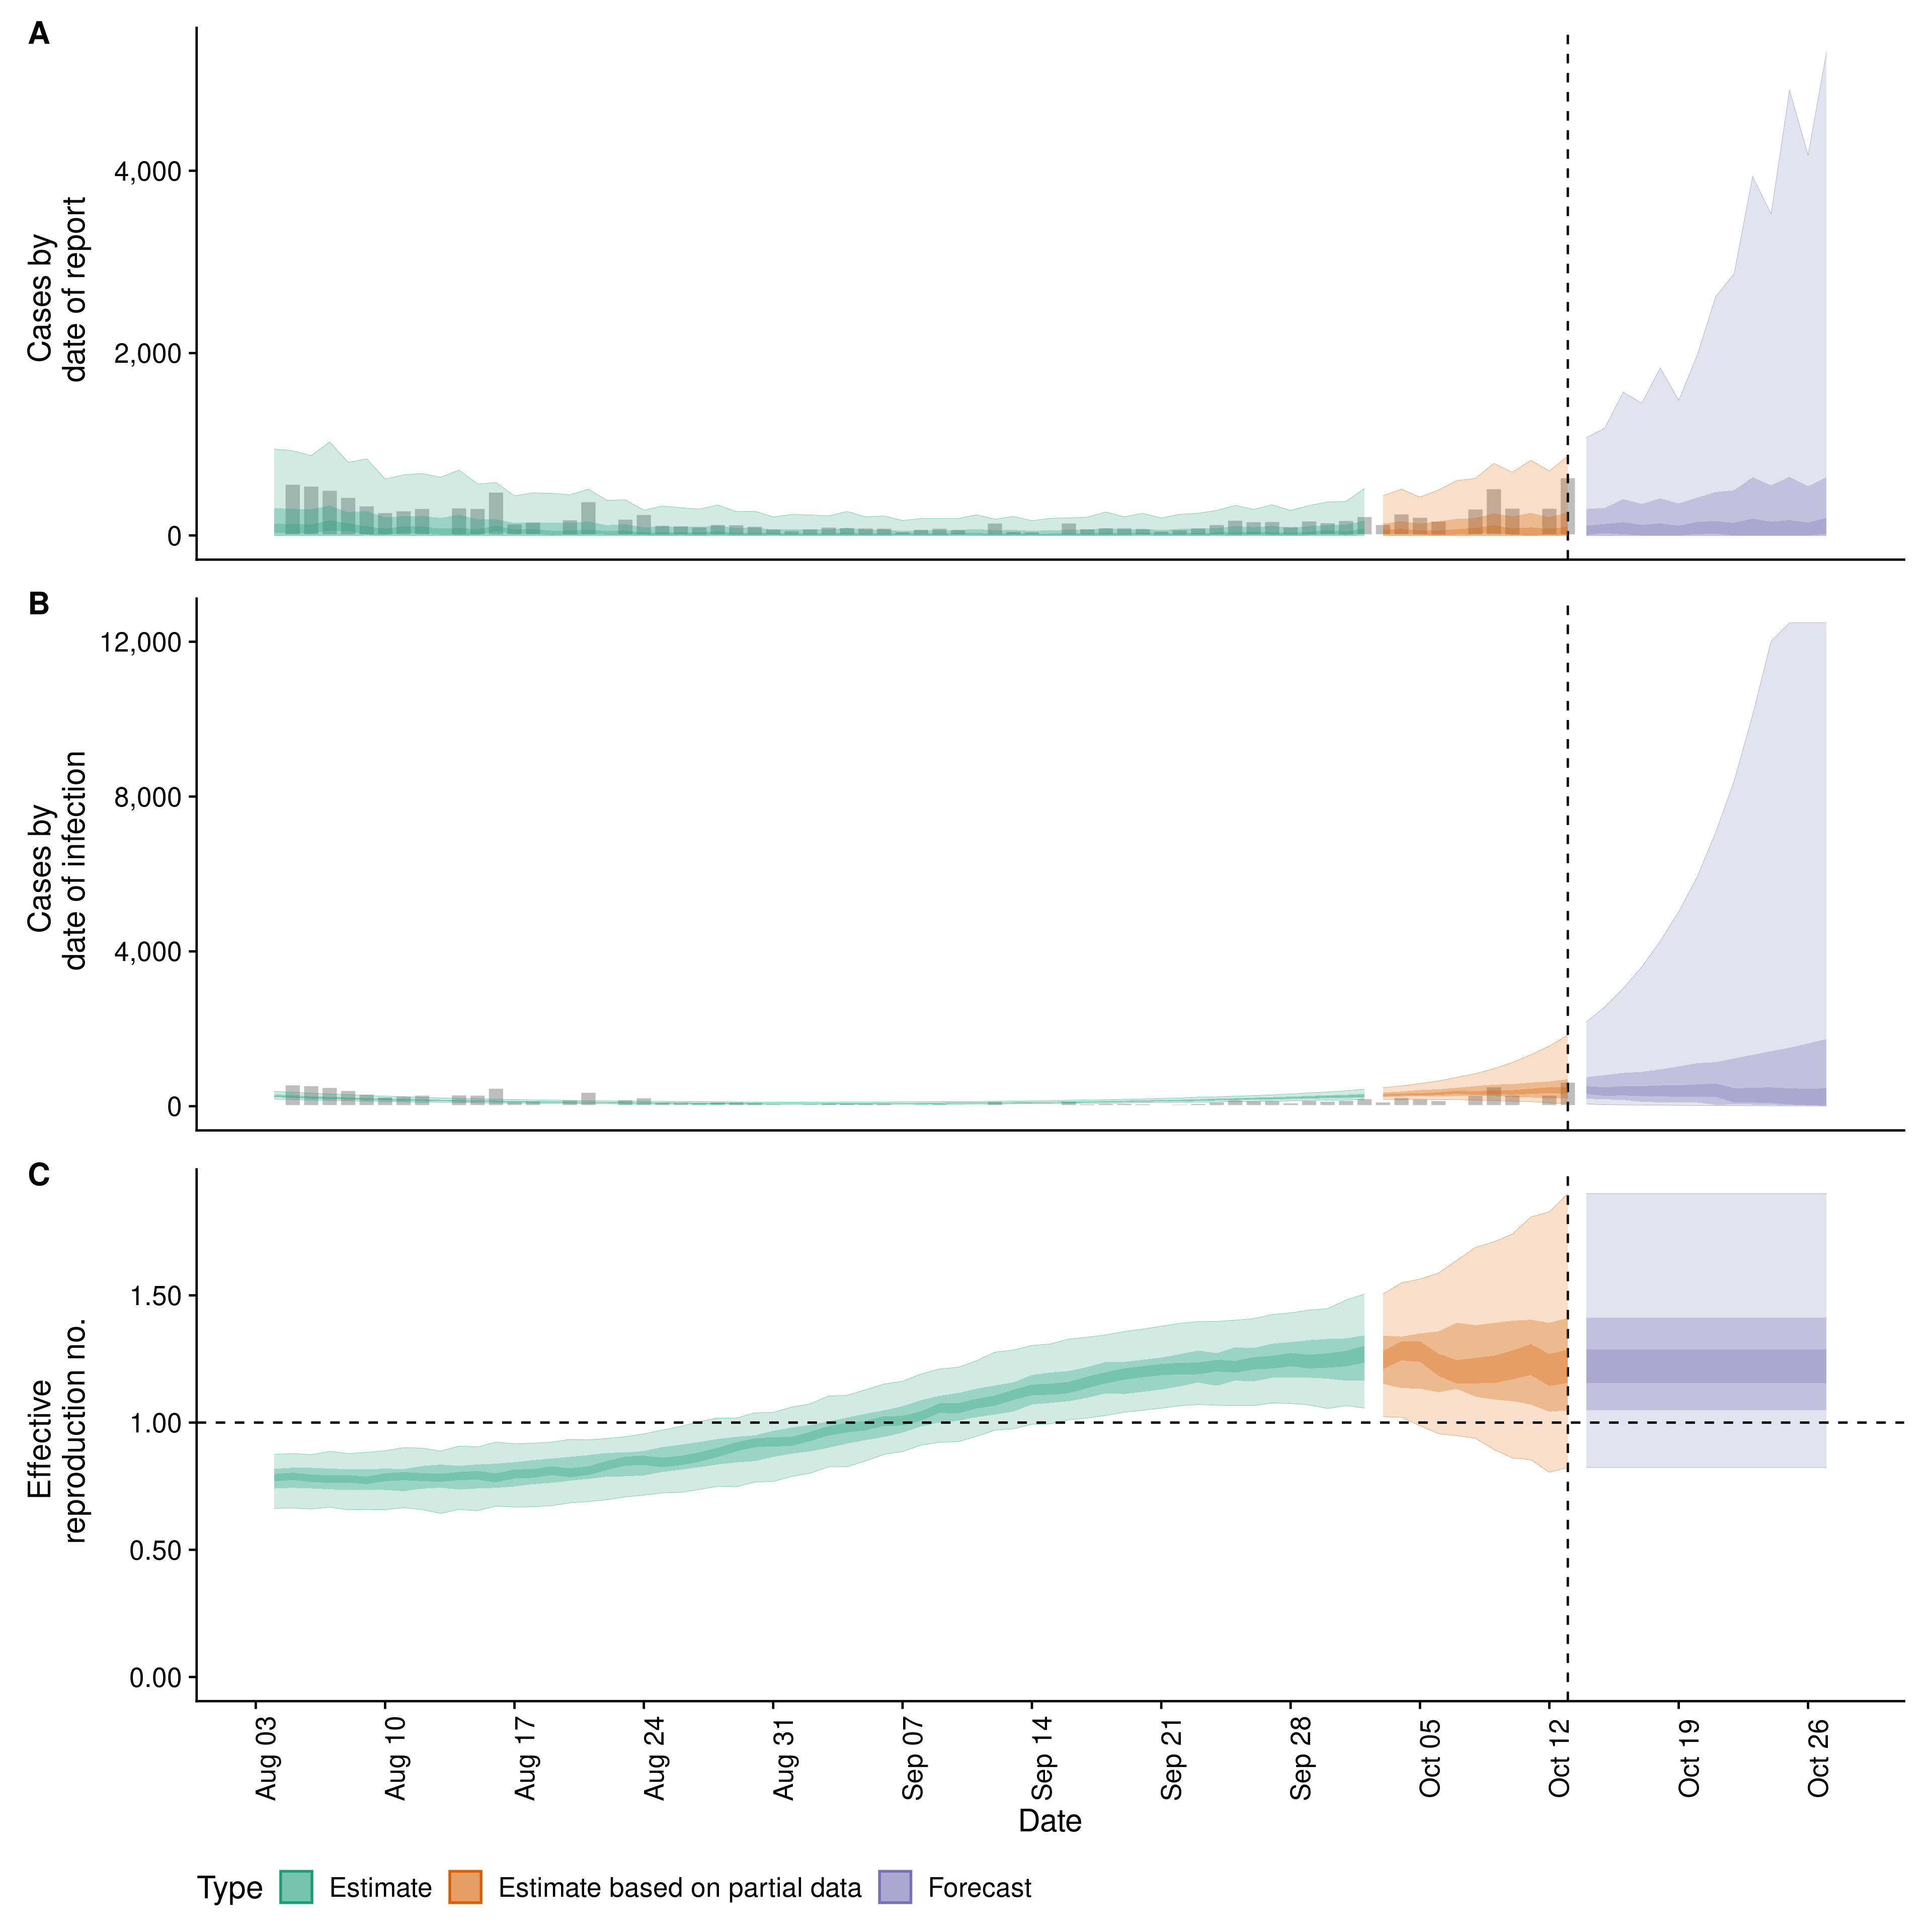 A
Cases by
date of report
4,000
2,000
0
B
Cases by
date of infection
12,000
8,000
4,000
0
C
Effective
reproduction no.
1.50
1.00
0.50
0.00
Aug 03
Aug 10
Aug 17
Aug 24
Aug 31
Sep 07
Sep 14
Sep 21
Sep 28
Oct 05
Oct 12
Oct 19
Oct 26
Date
Type Estimate Estimate based on partial data Forecast